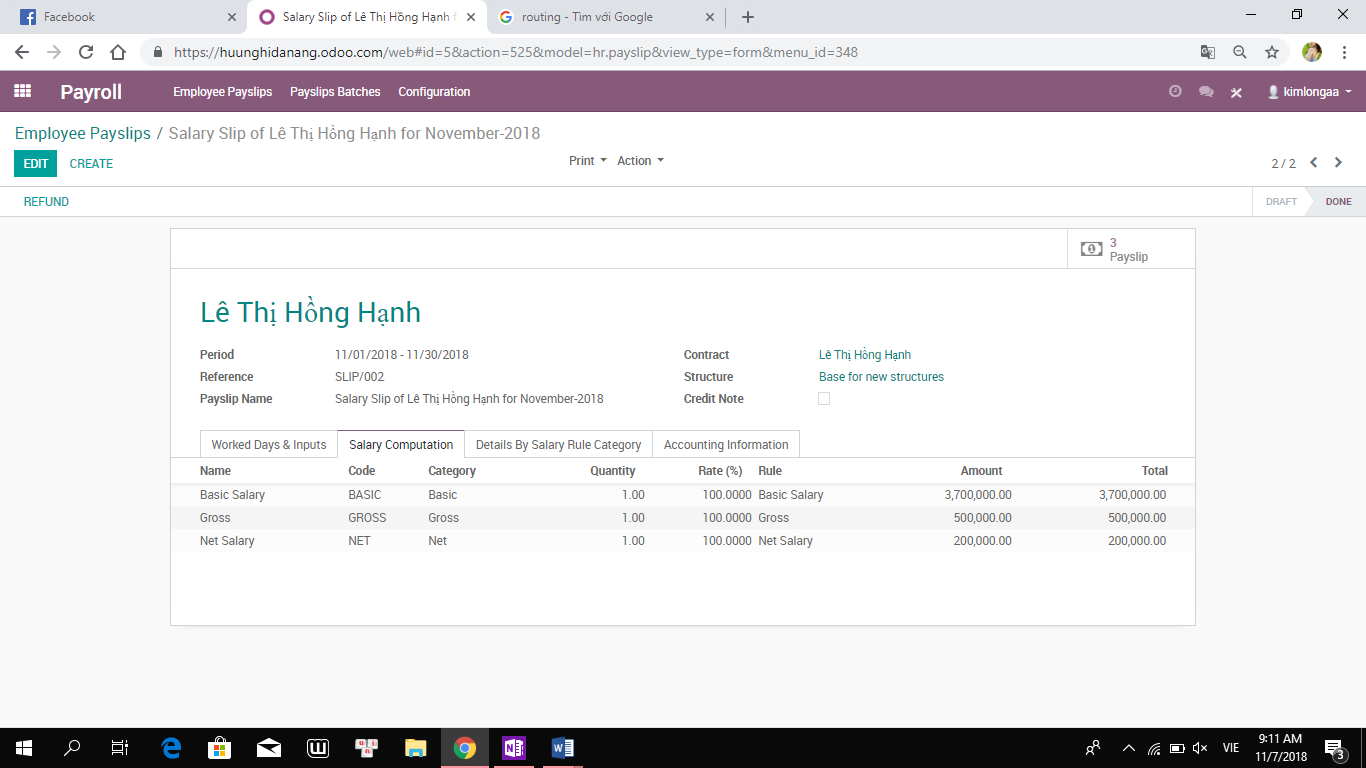 Facebook
Salary Slip of Lê Thị Hồng Hạnh f
routing - Tìm với Google
https://huunghidanang.odoo.com/web#id=5&action=525&model=hr.payslip&view_type=form&menu_id=348
Payroll Employee Payslips Payslips Batches Configuration kimlongaa
Employee Payslips / Salary Slip of Lê Thị Hồng Hạnh for November-2018
EDIT CREATE Print Action 2 / 2
REFUND DRAFT DONE
3
Payslip
Lê Thị Hồng Hạnh
Period 11/01/2018 - 11/30/2018 Contract Lê Thị Hồng Hạnh
Reference SLIP/002 Structure Base for new structures
Payslip Name Salary Slip of Lê Thị Hồng Hạnh for November-2018 Credit Note
Worked Days & Inputs Salary Computation Details By Salary Rule Category Accounting Information
Name Code Category Quantity Rate (%) Rule Amount Total
Basic Salary BASIC Basic 1.00 100.0000 Basic Salary 3,700,000.00 3,700,000.00
Gross GROSS Gross 1.00 100.0000 Gross 500,000.00 500,000.00
Net Salary NET Net 1.00 100.0000 Net Salary 200,000.00 200,000.00
VIE
9:11 AM
11/7/2018
3